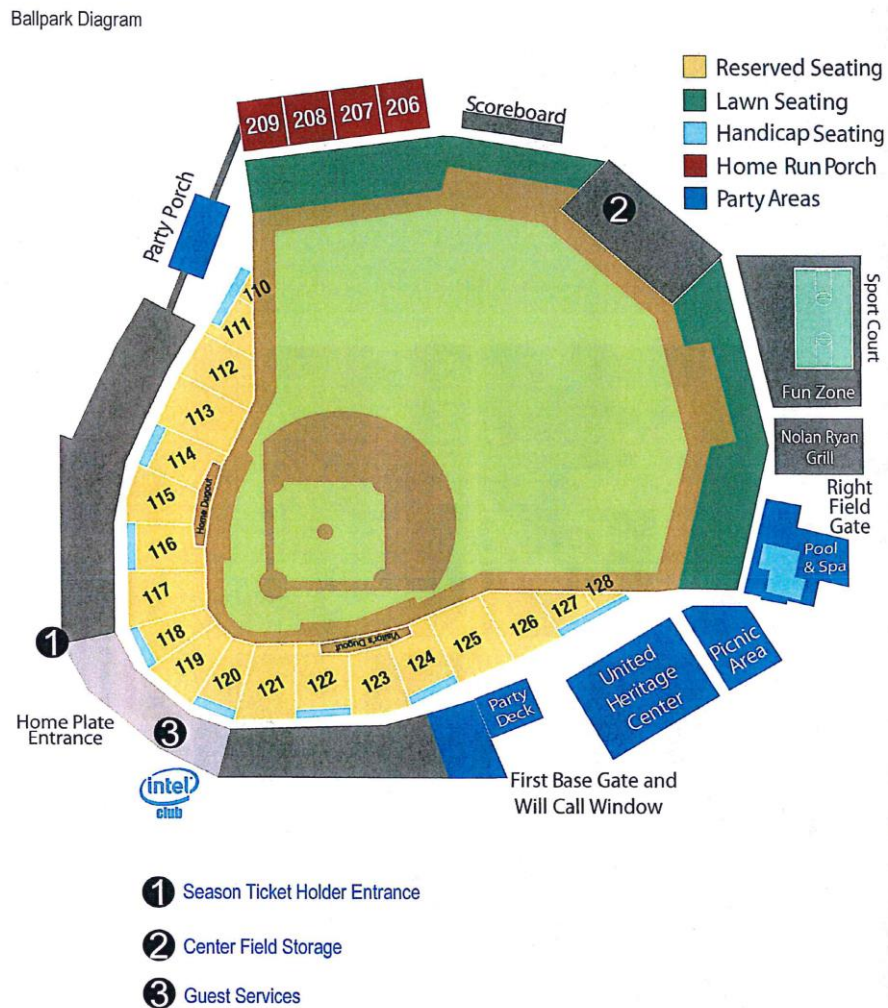 Ballpark Diagram
Reserved Seating
Lawn Seating
Handicap Seating
Home Run Porch
Party Areas
209
208
207
206
Scoreboard
2
Party Porch
110
111
112
113
114
115
116
117
118
119
120
121
122
123
124
125
126
127
128
Home Dugout
Visitor's Dugout
Sport Court
Fun Zone
Nolan Ryan
Grill
Right
Field
Gate
Pool
& Spa
Picnic
Area
United
Heritage
Center
Party
Deck
First Base Gate and
Will Call Window
1
Home Plate
Entrance
3
intel
club
1 Season Ticket Holder Entrance
2 Center Field Storage
3 Guest Services